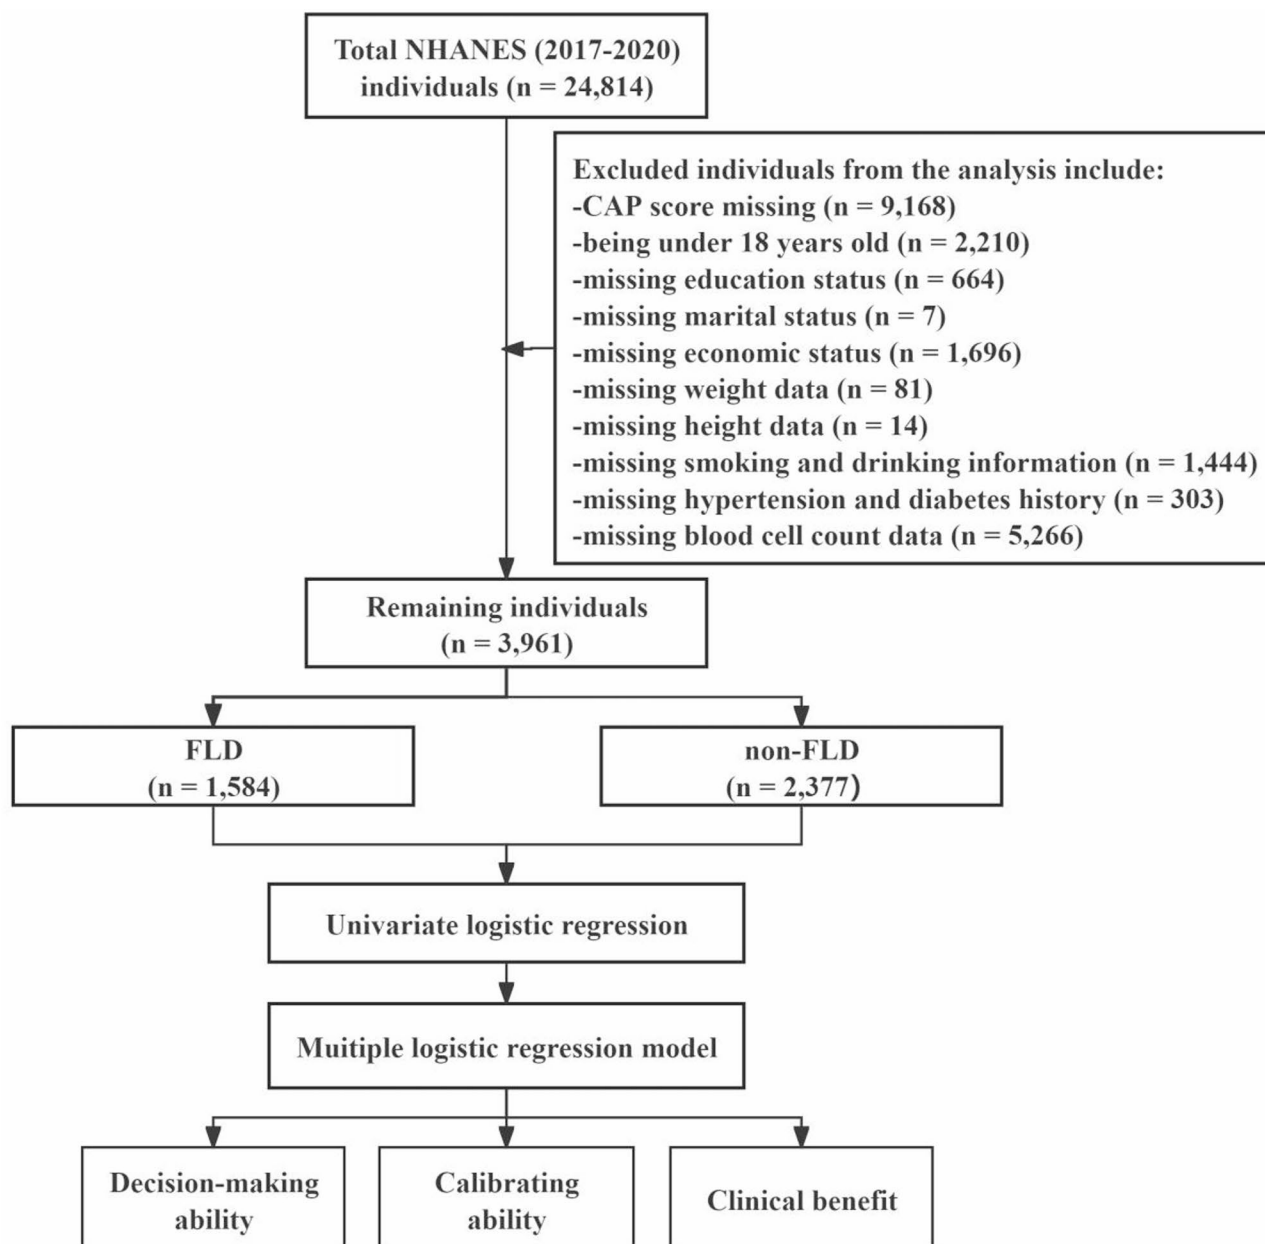 Total NHANES (2017-2020)
individuals (n = 24,814)
Excluded individuals from the analysis include:
-CAP score missing (n = 9,168)
-being under 18 years old (n = 2,210)
-missing education status (n = 664)
-missing marital status (n = 7)
-missing economic status (n = 1,696)
-missing weight data (n = 81)
-missing height data (n = 14)
-missing smoking and drinking information (n = 1,444)
-missing hypertension and diabetes history (n = 303)
-missing blood cell count data (n = 5,266)
Remaining individuals
(n = 3,961)
FLD
(n = 1,584)
non-FLD
(n = 2,377)
Univariate logistic regression
Muitiple logistic regression model
Decision-making
ability
Calibrating
ability
Clinical benefit